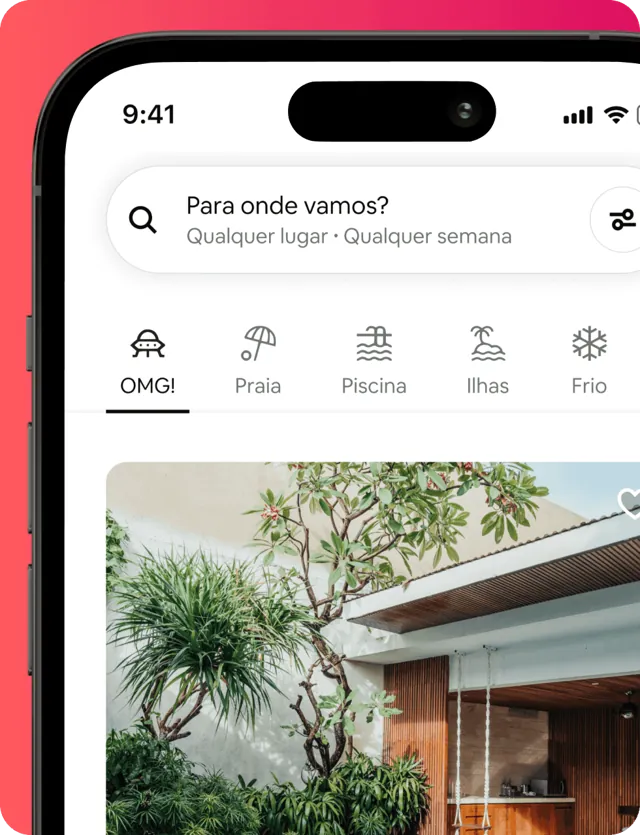 9:41
Para onde vamos?
Qualquer lugar · Qualquer semana
OMG!
Praia
Piscina
Ilhas
Frio